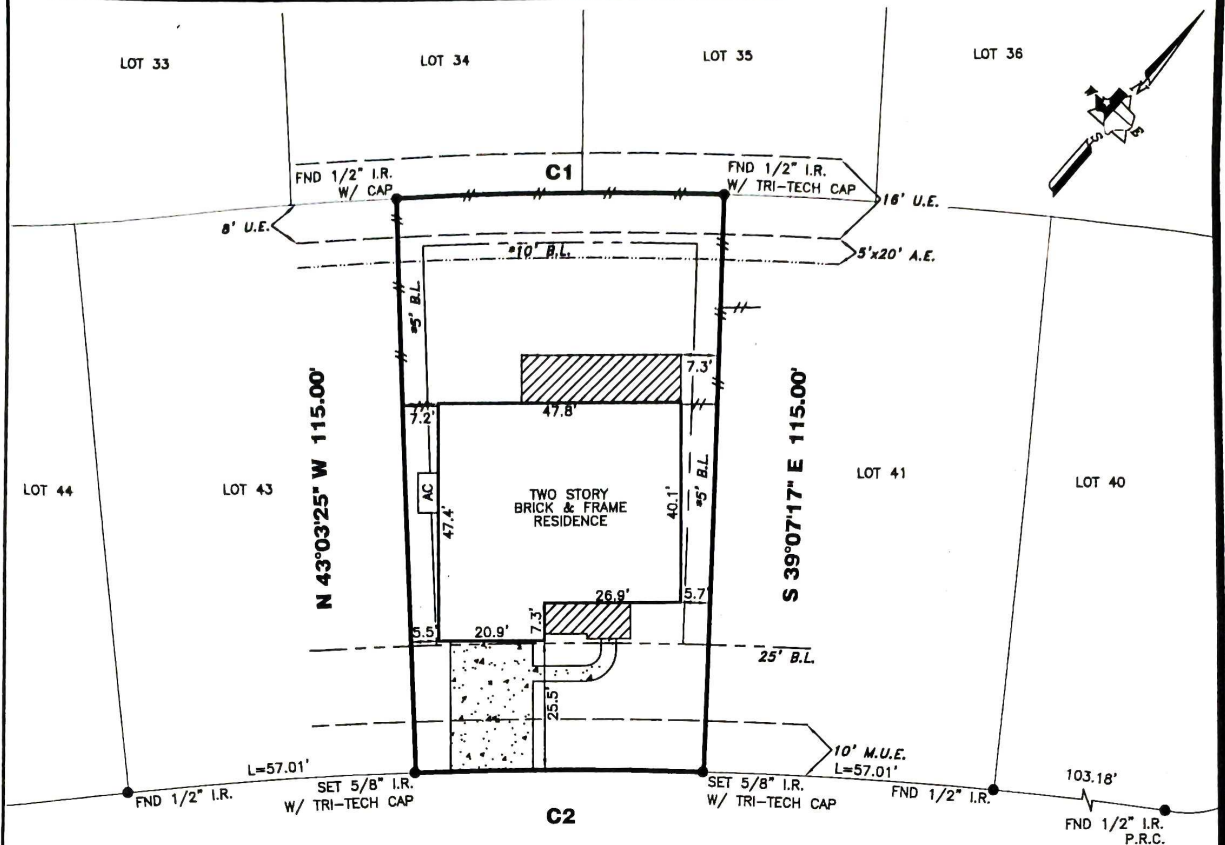 LOT 33
LOT 34
LOT 35
LOT 36
N
S
FND 1/2" I.R.
W/ CAP
C1
FND 1/2" I.R.
W/ TRI-TECH CAP
16' U.E.
8' U.E.
*10' B.L.
5'x20' A.E.
*5' B.L.
7.3'
47.8'
7.2'
N 43°03'25" W 115.00'
S 39°07'17" E 115.00'
LOT 44
LOT 43
AC
47.4'
TWO STORY
BRICK & FRAME
RESIDENCE
40.1'
*5' B.L.
LOT 41
LOT 40
26.9'
5.7'
5.5'
20.9'
7.3'
25' B.L.
25.5'
10' M.U.E.
L=57.01'
L=57.01'
103.18'
FND 1/2" I.R.
SET 5/8" I.R.
W/ TRI-TECH CAP
C2
SET 5/8" I.R.
W/ TRI-TECH CAP
FND 1/2" I.R.
FND 1/2" I.R.
P.R.C.